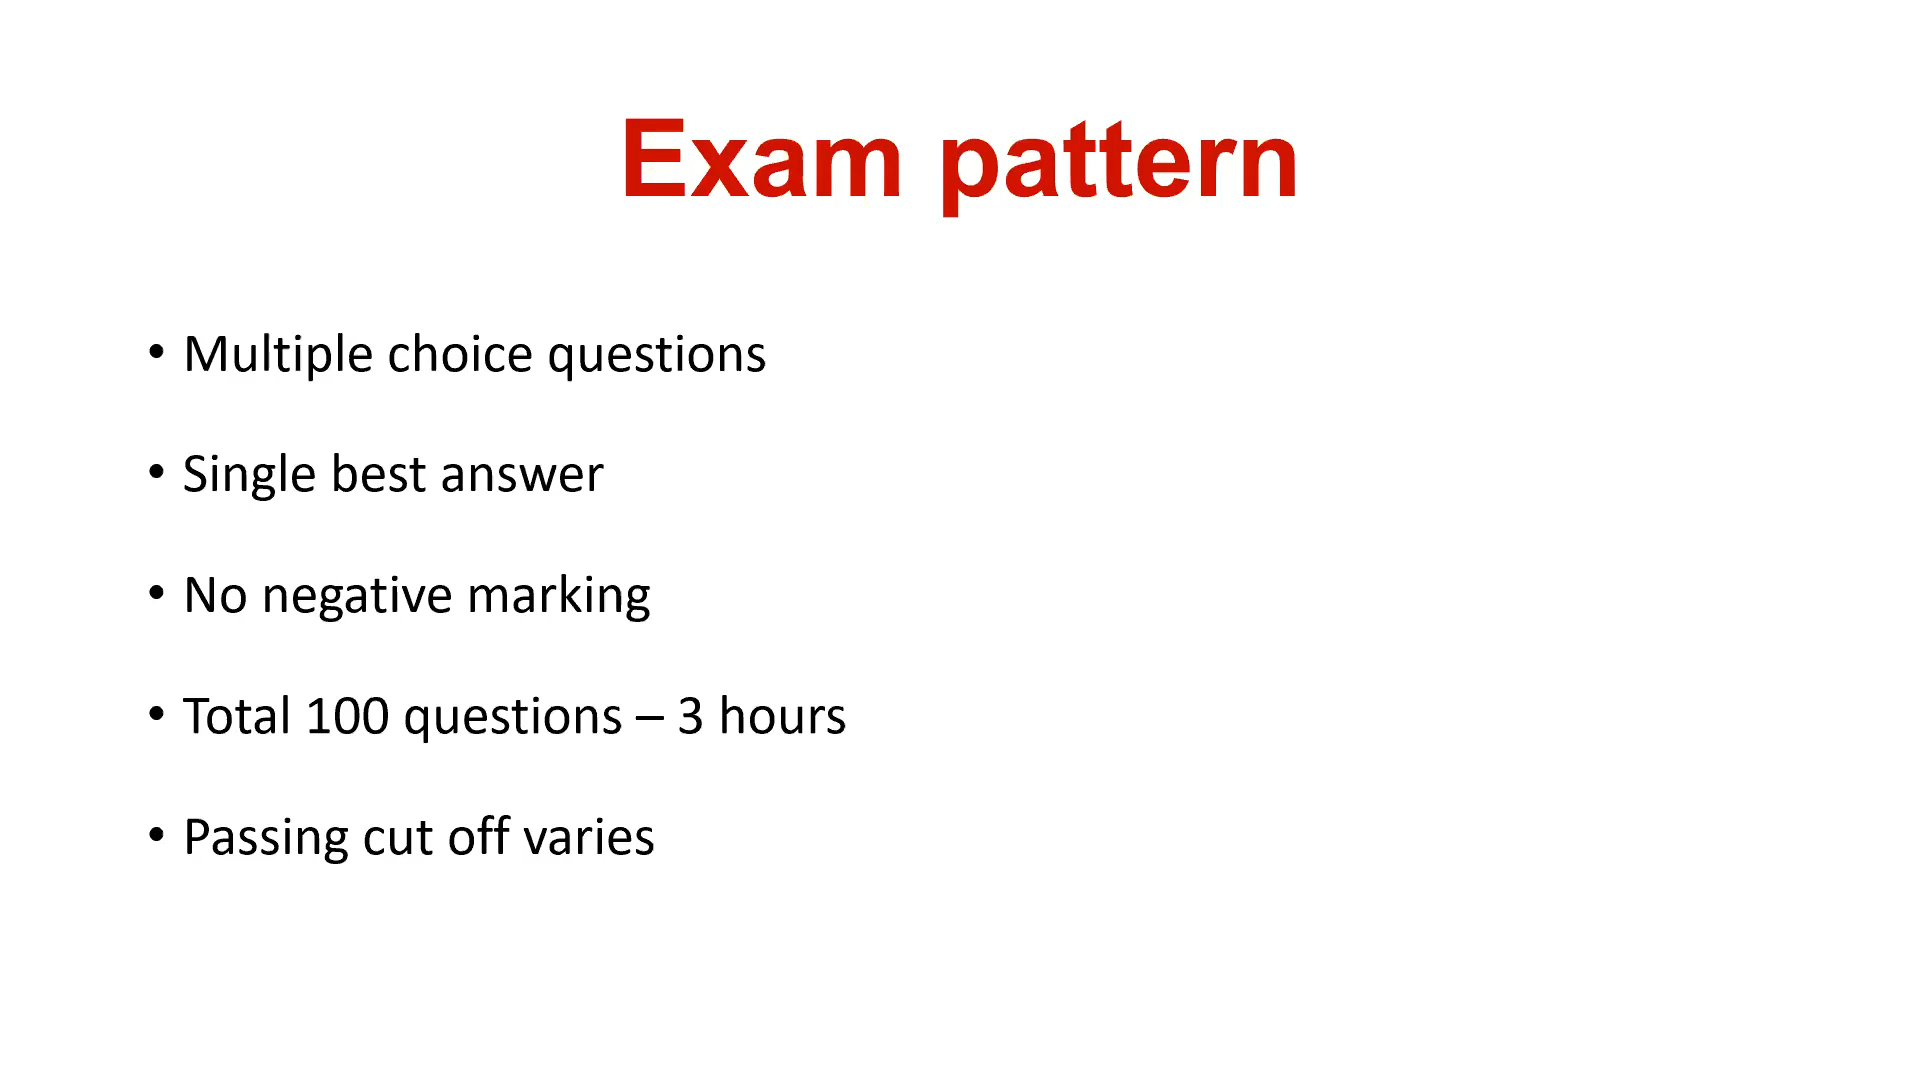 Exam pattern
• Multiple choice questions
• Single best answer
• No negative marking
• Total 100 questions – 3 hours
• Passing cut off varies